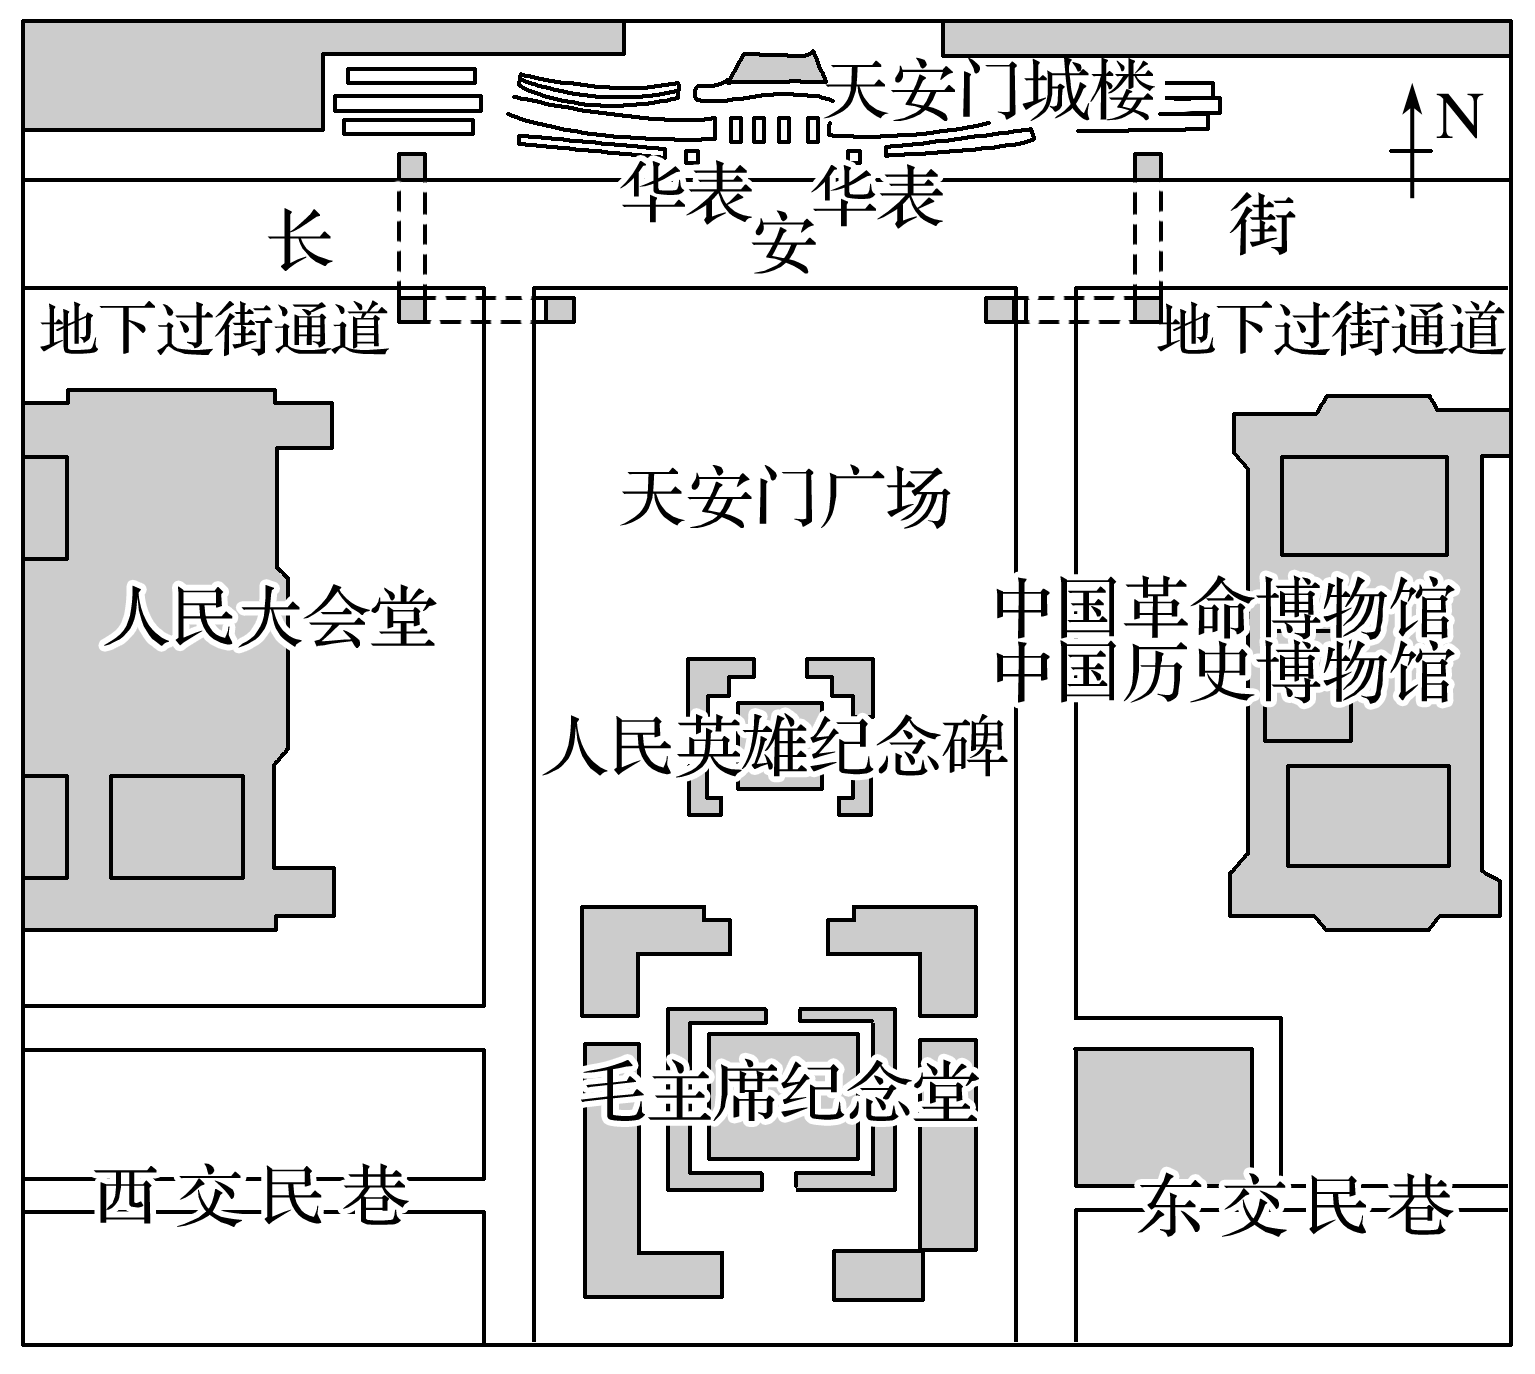 天安门城楼
N
华表 华表
长 安 街
地下过街通道 地下过街通道
天安门广场
人民大会堂
中国革命博物馆
中国历史博物馆
人民英雄纪念碑
毛主席纪念堂
西交民巷 东交民巷